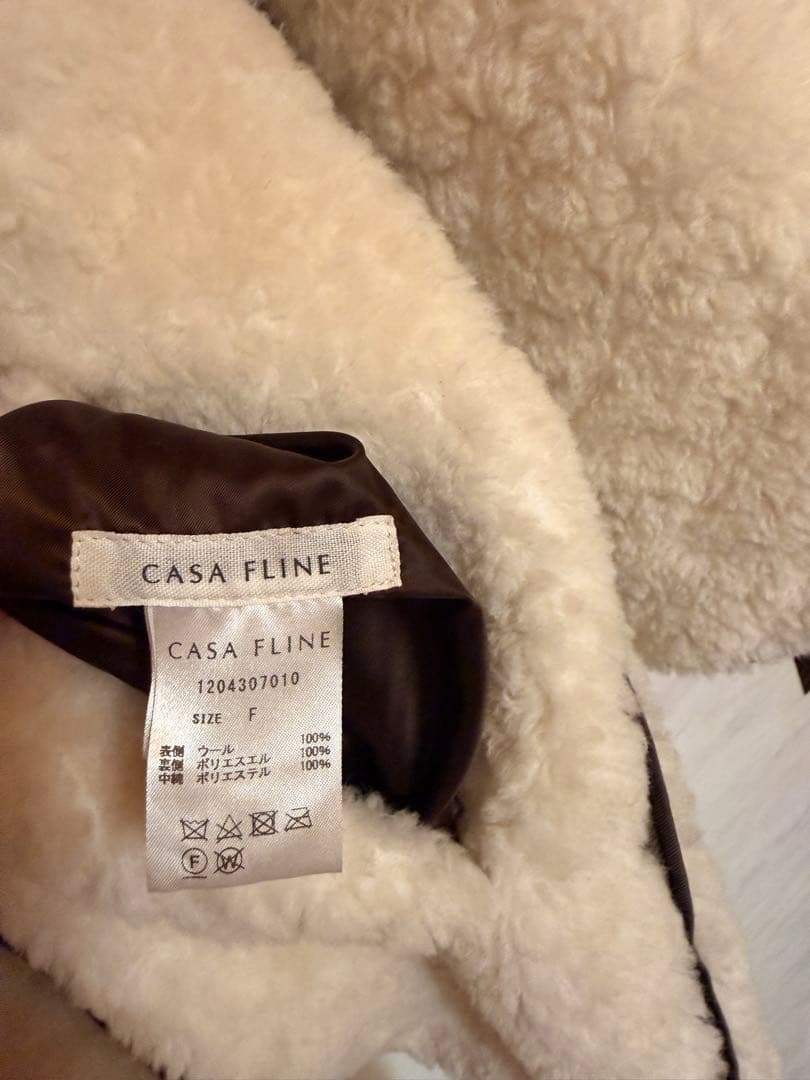 CASA FLINE
CASA FLINE
1204307010
SIZE F
表側 ウール 100%
裏側 ポリエスエル 100%
中綿 ポリエステル 100%
F W